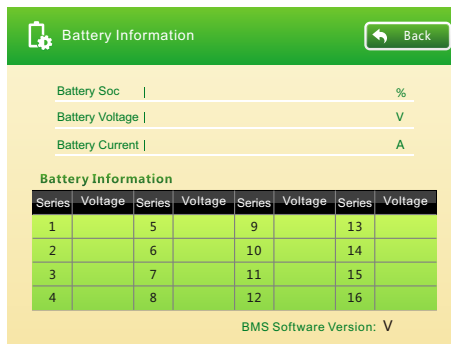 Battery Information
Back
Battery Soc | %
Battery Voltage | V
Battery Current | A
Battery Information
Series Voltage Series Voltage Series Voltage Series Voltage
1 5 9 13
2 6 10 14
3 7 11 15
4 8 12 16
BMS Software Version: V